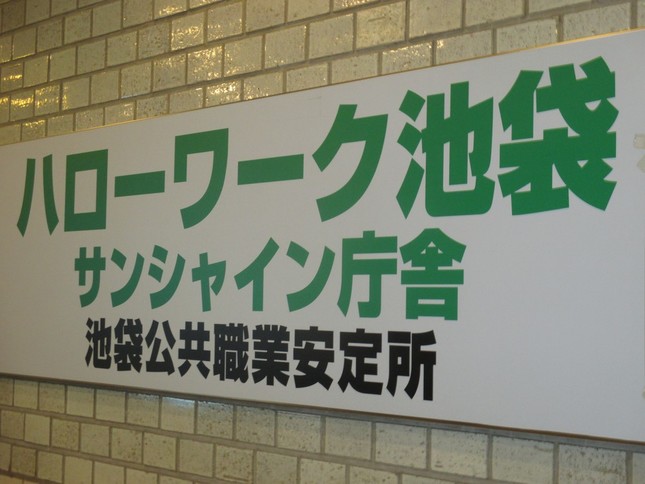 ハローワーク池袋
サンシャイン庁舎
池袋公共職業安定所